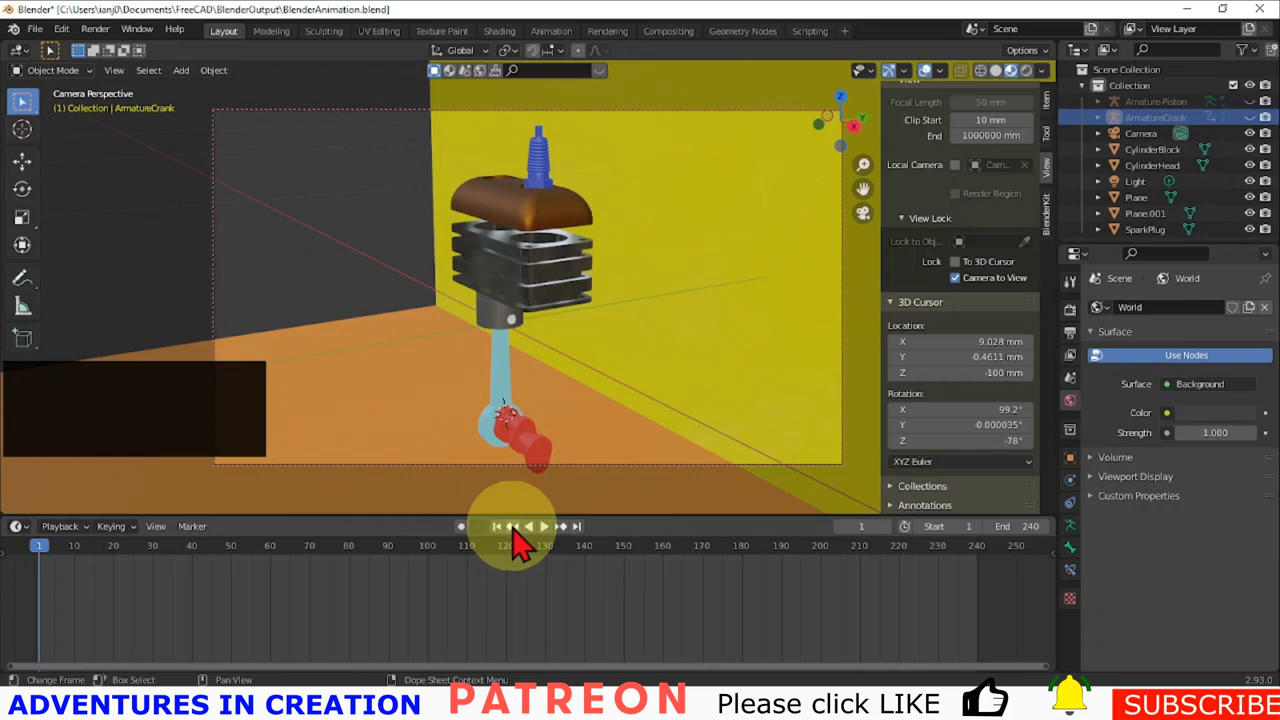 Blender* [C:\Users\ianj0\Documents\FreeCAD\BlenderOutput\BlenderAnimation.blend]
File Edit Render Window Help Layout Modeling Sculpting UV Editing Texture Paint Shading Animation Rendering Compositing Geometry Nodes Scripting + Scene View Layer
Global Options
Object Mode View Select Add Object
Camera Perspective
(1) Collection | ArmatureCrank
Z
Y
X
View
Focal Length 50 mm
Clip Start 10 mm
End 1000000 mm
Local Camera Cam...
Render Region
View Lock
Lock to Obj...
Lock To 3D Cursor
Camera to View
3D Cursor
Location:
X 9.028 mm
Y -0.4611 mm
Z -100 mm
Rotation:
X 99.2°
Y -0.000035°
Z -78°
XYZ Euler
Collections
Annotations
Item
Tool
View
BlenderKit
Scene Collection
Collection
Armature-Piston
ArmatureCrank
Camera
CylinderBlock
CylinderHead
Light
Plane
Plane.001
SparkPlug
Scene World
World
Surface
Use Nodes
Surface Background
Color
Strength 1.000
Volume
Viewport Display
Custom Properties
Playback Keying View Marker 1 Start 1 End 240
1 10 20 30 40 50 60 70 80 90 100 110 120 130 140 150 160 170 180 190 200 210 220 230 240 250
Change Frame Box Select Pan View Dope Sheet Context Menu 2.93.0
ADVENTURES IN CREATION PATREON Please click LIKE SUBSCRIBE